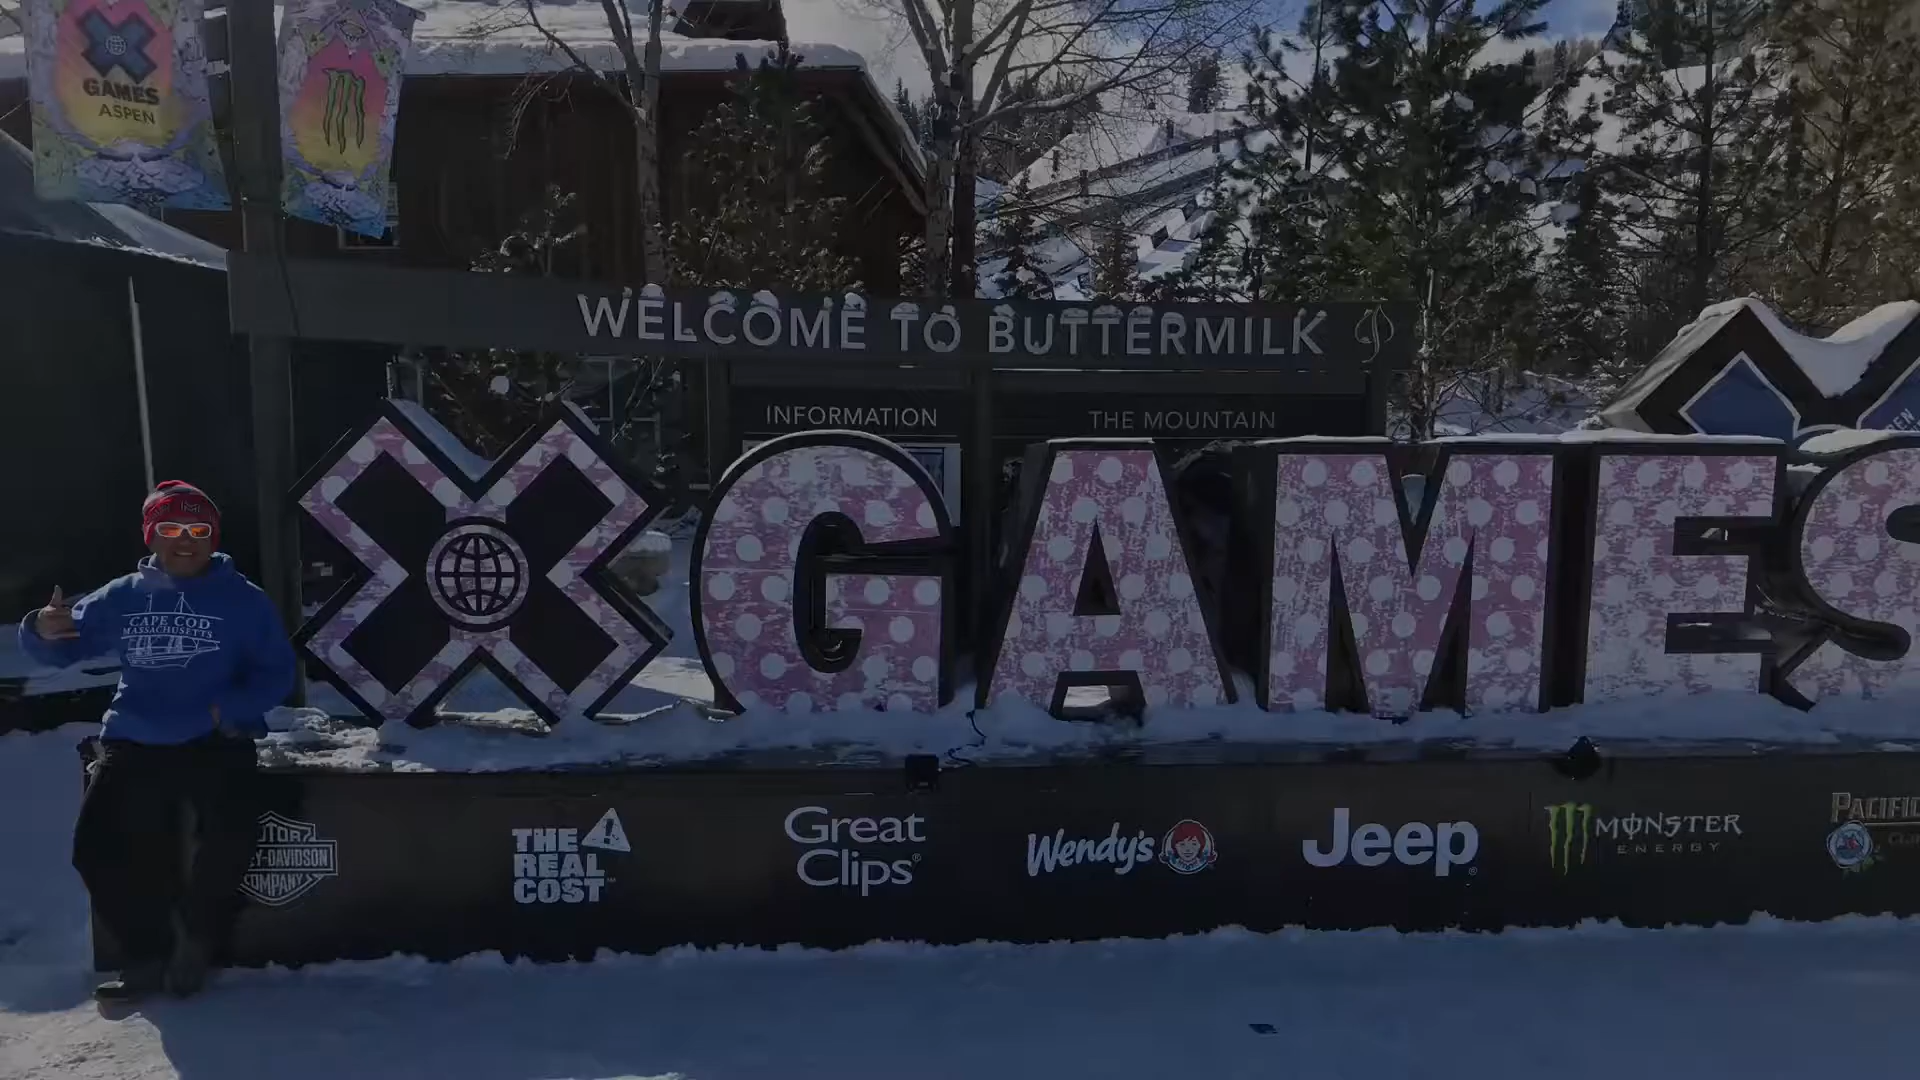 GAMES
ASPEN
WELCOME TO BUTTERMILK
INFORMATION
THE MOUNTAIN
X GAMES
CAPE COD
MASSACHUSETTS
THE
REAL
COST
Great
Clips
Wendy's
Jeep
MONSTER
ENERGY
COMPANY